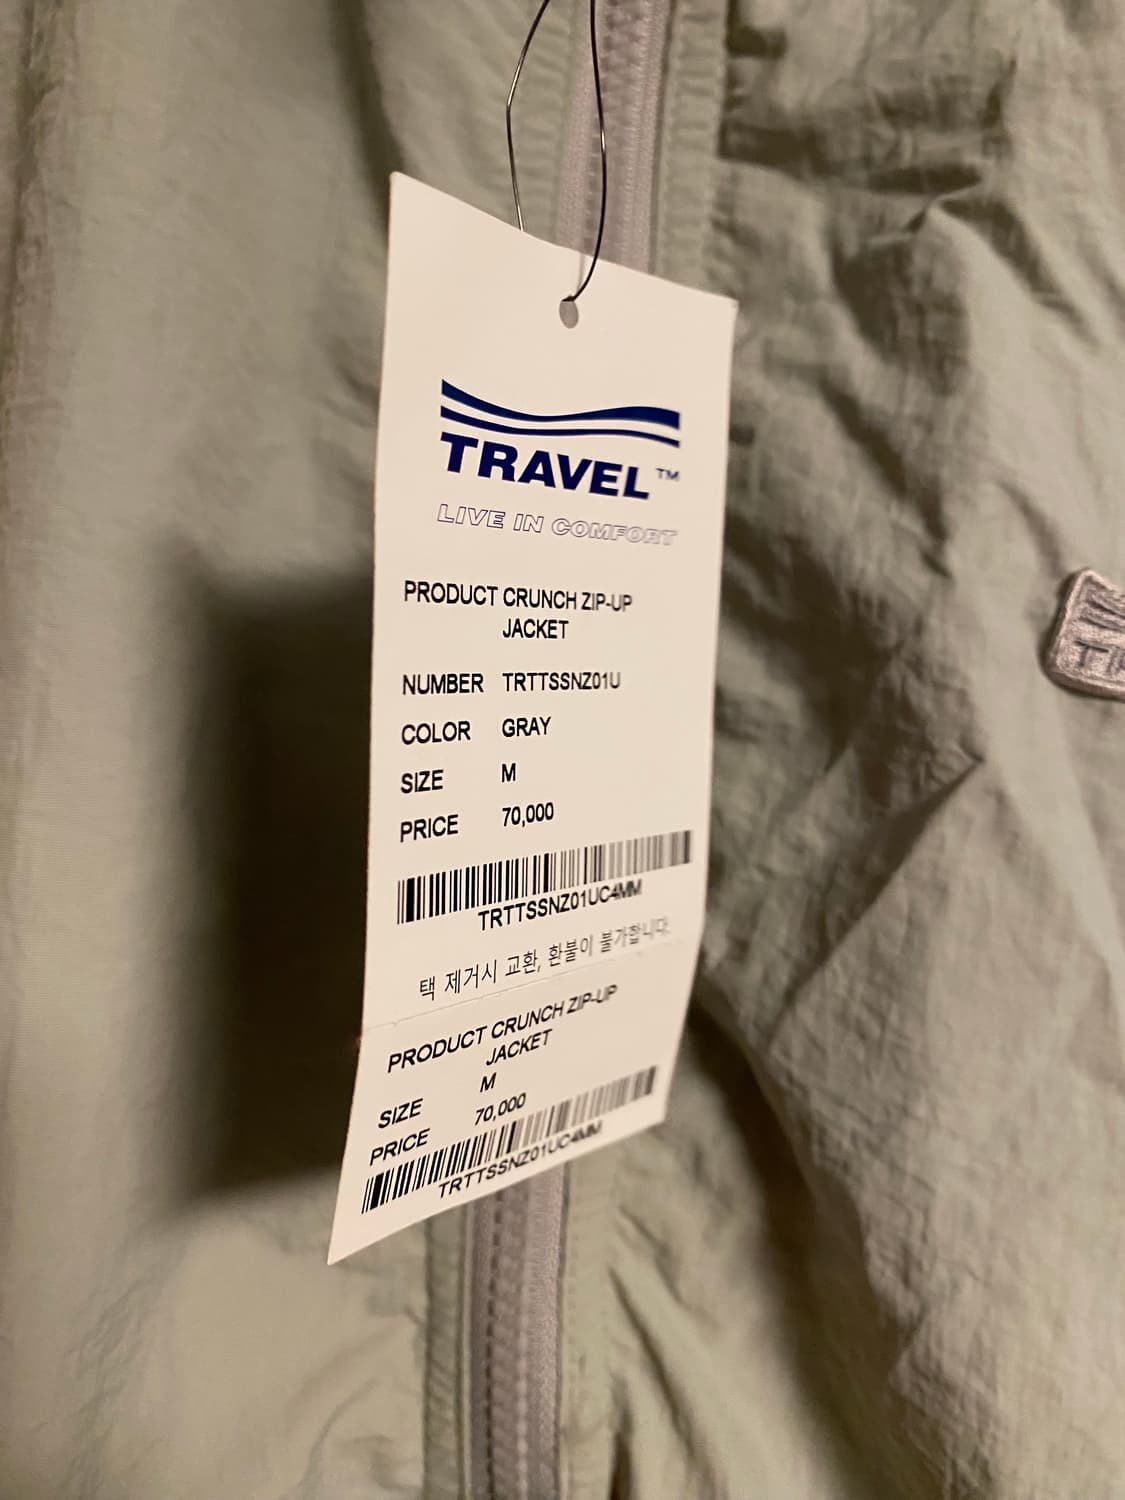 TRAVEL™
LIVE IN COMFORT
PRODUCT CRUNCH ZIP-UP
JACKET
NUMBER TRTTSSNZ01U
COLOR GRAY
SIZE M
PRICE 70,000
TRTTSSNZ01UC4MM
택 제거시 교환, 환불이 불가합니다.
PRODUCT CRUNCH ZIP-UP
JACKET
SIZE M
PRICE 70,000
TRTTSSNZ01UC4MM